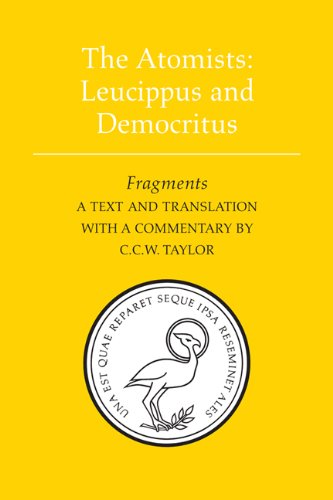 The Atomists:
Leucippus and
Democritus
Fragments
A TEXT AND TRANSLATION
WITH A COMMENTARY BY
C.C.W. TAYLOR
UNA EST QUAE REPARET SEQUE IPSA RESEMINET ALES